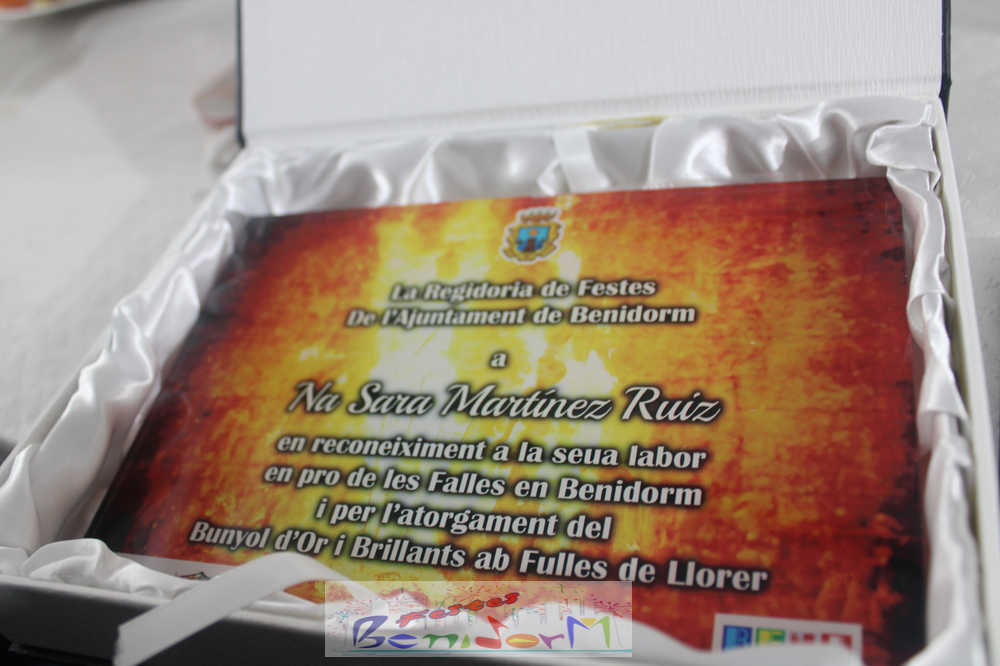 La Regidoria de Festes
De l'Ajuntament de Benidorm
a
Na Sara Martínez Ruiz
en reconeiximent a la seua labor
en pro de les Falles en Benidorm
i per l'atorgament del
Bunyol d'Or i Brillants ab Fulles de Llorer
Festes
BeniDorM